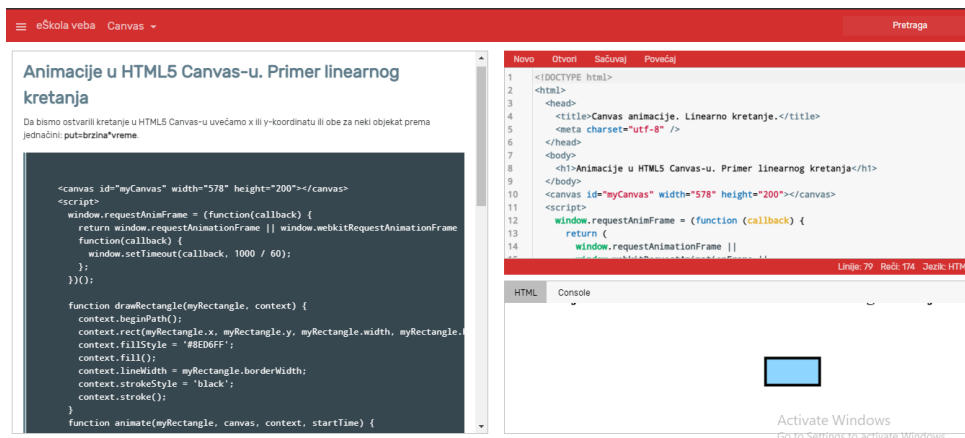 eŠkola veba Canvas
Pretraga
Animacije u HTML5 Canvas-u. Primer linearnog
kretanja
Da bismo ostvarili kretanje u HTML5 Canvas-u uvećamo x ili y-koordinatu ili obe za neki objekat prema
jednačini: put=brzina*vreme.
<canvas id="myCanvas" width="578" height="200"></canvas>
<script>
window.requestAnimFrame = (function(callback) {
return window.requestAnimationFrame || window.webkitRequestAnimationFrame
function(callback) {
window.setTimeout(callback, 1000 / 60);
};
})();
function drawRectangle(myRectangle, context) {
context.beginPath();
context.rect(myRectangle.x, myRectangle.y, myRectangle.width, myRectangle.
context.fillStyle = '#8ED6FF';
context.fill();
context.lineWidth = myRectangle.borderWidth;
context.strokeStyle = 'black';
context.stroke();
}
function animate(myRectangle, canvas, context, startTime) {
Novo Otvori Sačuvaj Povećaj
1 <!DOCTYPE html>
2 <html>
3 <head>
4 <title>Canvas animacije. Linearno kretanje.</title>
5 <meta charset="utf-8" />
6 </head>
7 <body>
8 <h1>Animacije u HTML5 Canvas-u. Primer linearnog kretanja</h1>
9 </body>
10 <canvas id="myCanvas" width="578" height="200"></canvas>
11 <script>
12 window.requestAnimFrame = (function (callback) {
13 return (
14 window.requestAnimationFrame ||
Linije: 79 Reči: 174 Jezik: HTM
HTML Console
Activate Windows
Go to Settings to activate Windows.